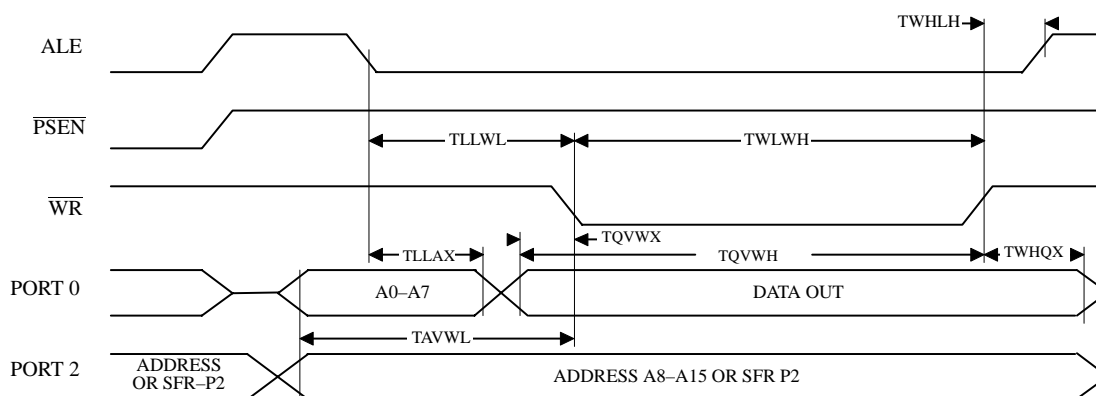 TWHLH
ALE
PSEN
TLLWL
TWLWH
WR
TQVWX
TLLAX
TQVWH
TWHQX
PORT 0
A0–A7
DATA OUT
TAVWL
PORT 2
ADDRESS
OR SFR–P2
ADDRESS A8–A15 OR SFR P2